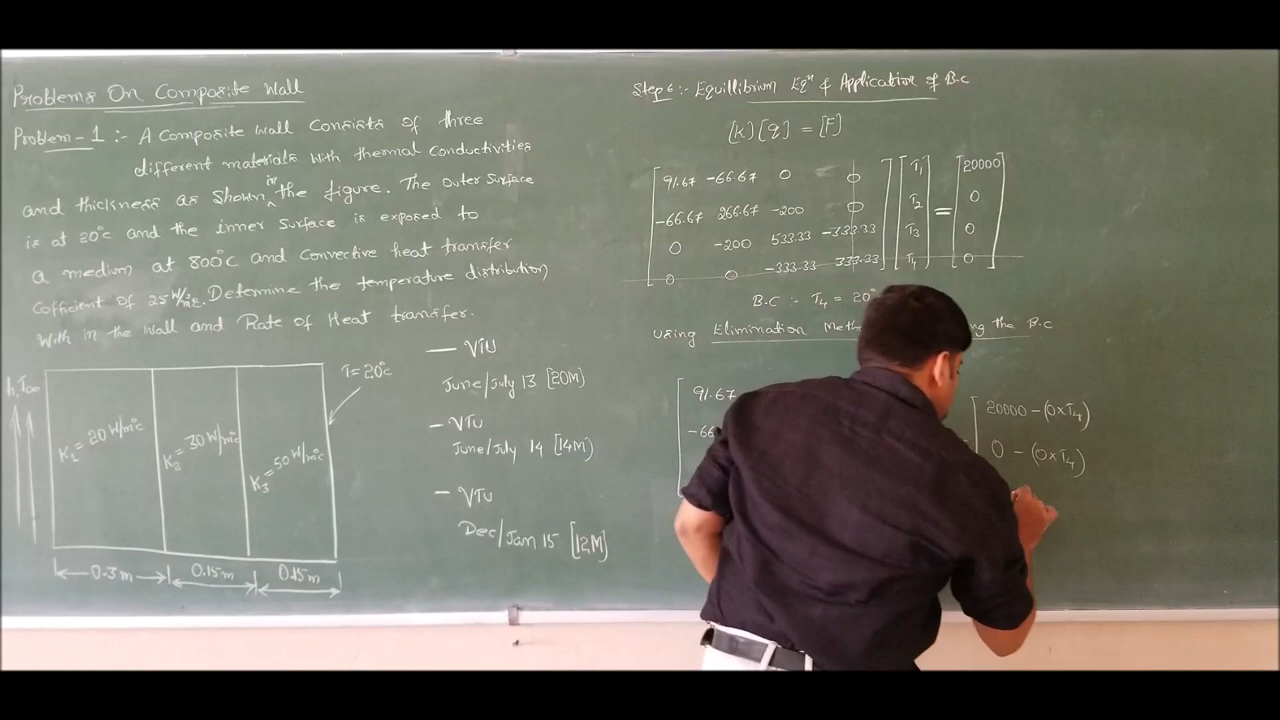 Problems On Composite Wall
Problem-1 :- A Composite Wall Consists of three
different materials with thermal Conductivities
and thickness as shown in the figure. The Outer Surface
is at 20°c and the inner Surface is exposed to
a medium at 800°c and Convective heat transfer
Cofficient of 25 W/m²c. Determine the temperature distribution
With in the Wall and Rate of Heat transfer.
— VTU
June/July 13 [20M]
— VTU
June/July 14 [14M]
— VTU
Dec/Jan 15 [12M]
h, T∞
T = 20°c
K₁ = 20 W/m°c
K₂ = 30 W/m°c
K₃ = 50 W/m°c
0.3m 0.15m 0.15m
Step 6 :- Equillibrium Eqⁿ & Application of B.C
[K] [q] = [F]
91.67 -66.67 0 0 T₁ 20000
-66.67 266.67 -200 0 T₂ = 0
0 -200 533.33 -333.33 T₃ 0
0 0 -333.33 333.33 T₄ 0
B.C :- T₄ = 20°
Using Elimination the B.C
91.67 20000 - (0×T₄)
0 - (0×T₄)